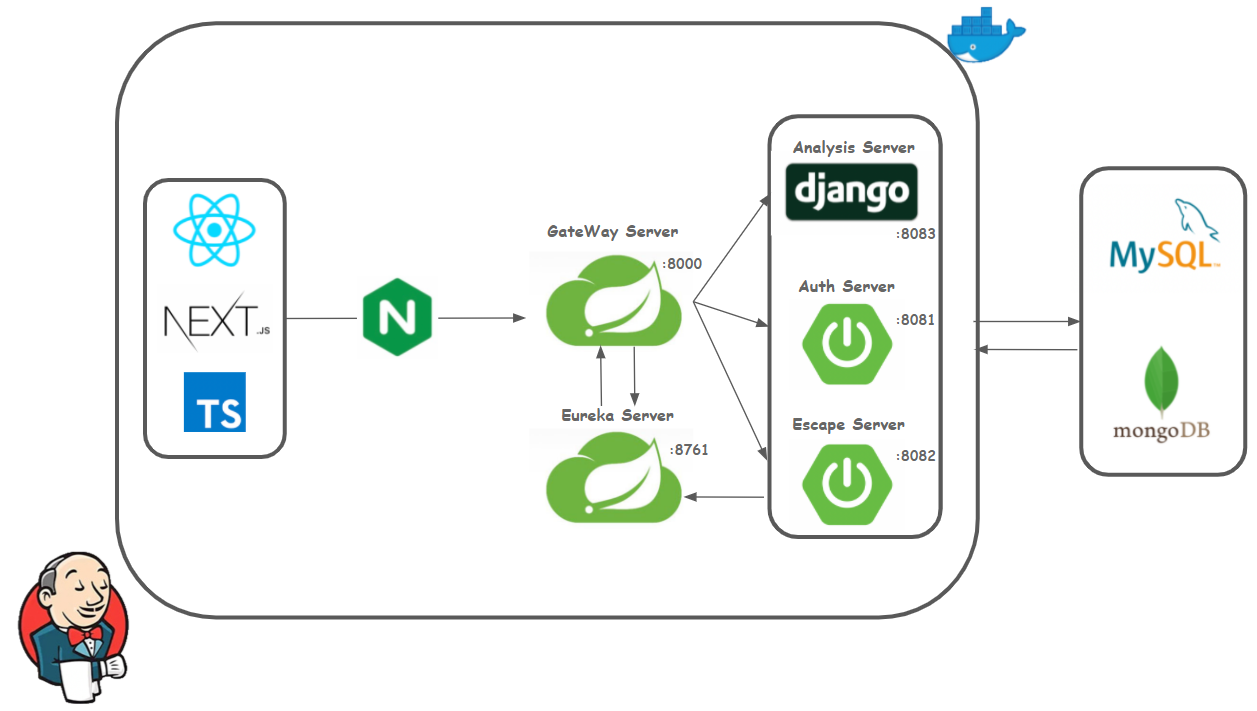 NEXT
.JS
TS
N
GateWay Server
:8000
Eureka Server
:8761
Analysis Server
django
:8083
Auth Server
:8081
Escape Server
:8082
MySQL™
mongoDB